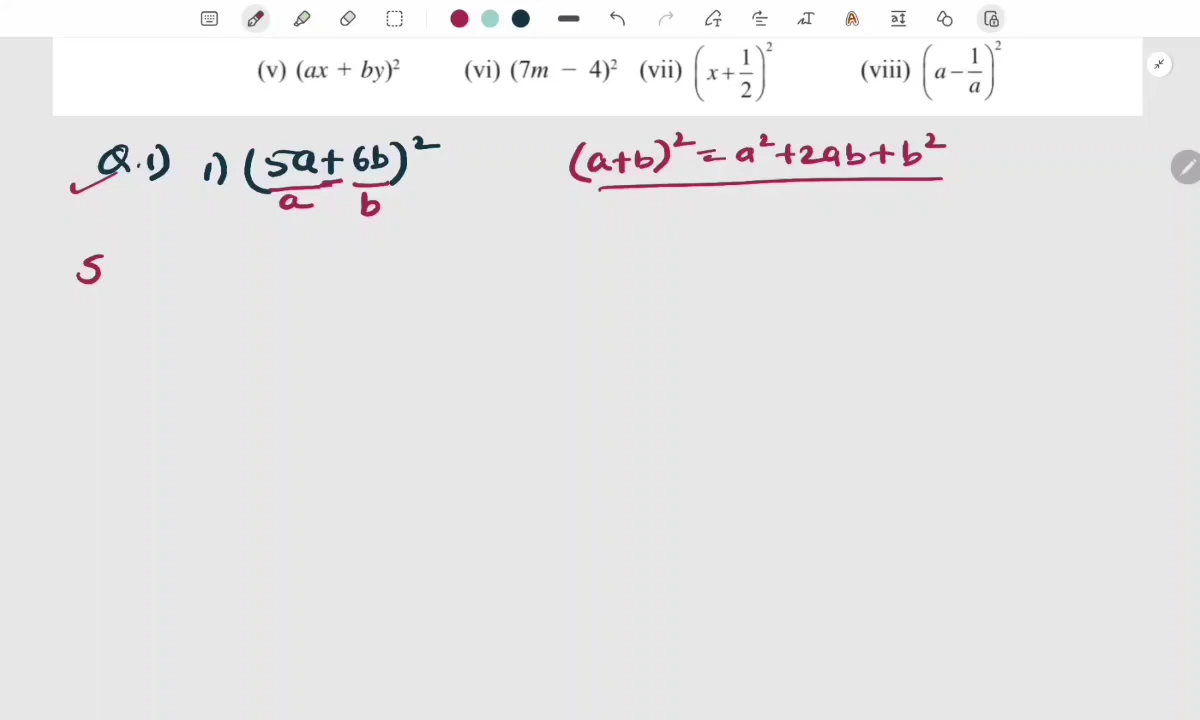 (v) (ax + by)² (vi) (7m − 4)² (vii) (x+1/2)² (viii) (a−1/a)²
Q.1) 1) (5a+6b)² (a+b)² = a²+2ab+b²
a b
S